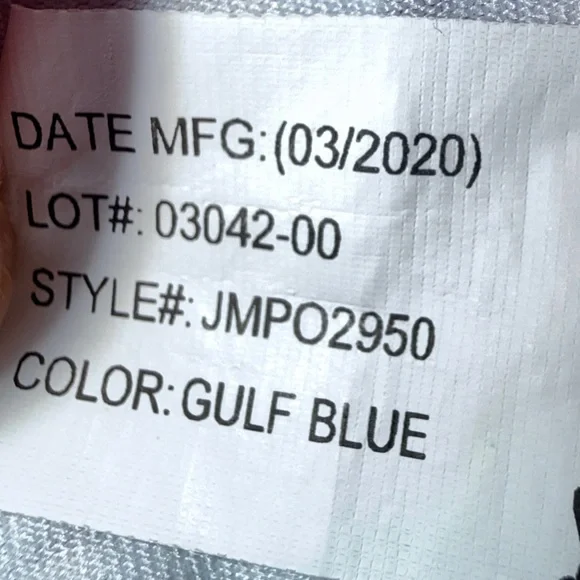 DATE MFG:(03/2020)
LOT#: 03042-00
STYLE#: JMPO2950
COLOR: GULF BLUE